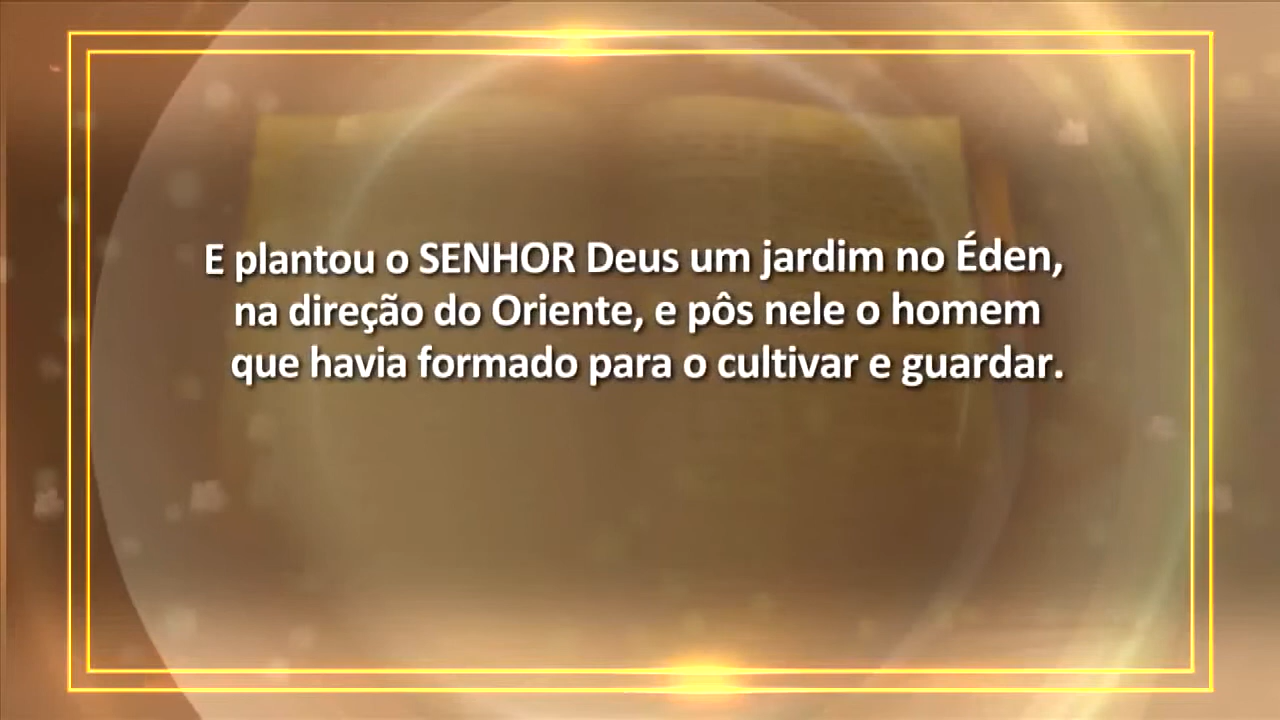 E plantou o SENHOR Deus um jardim no Éden,
na direção do Oriente, e pôs nele o homem
que havia formado para o cultivar e guardar.